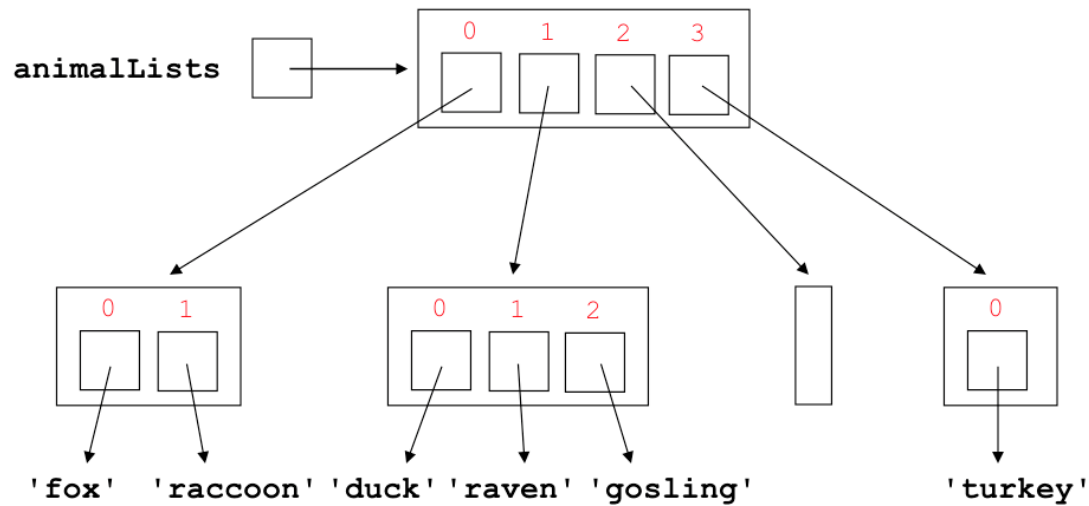 0 1 2 3
animalLists
0 1
0 1 2
0
'fox' 'raccoon' 'duck' 'raven' 'gosling' 'turkey'